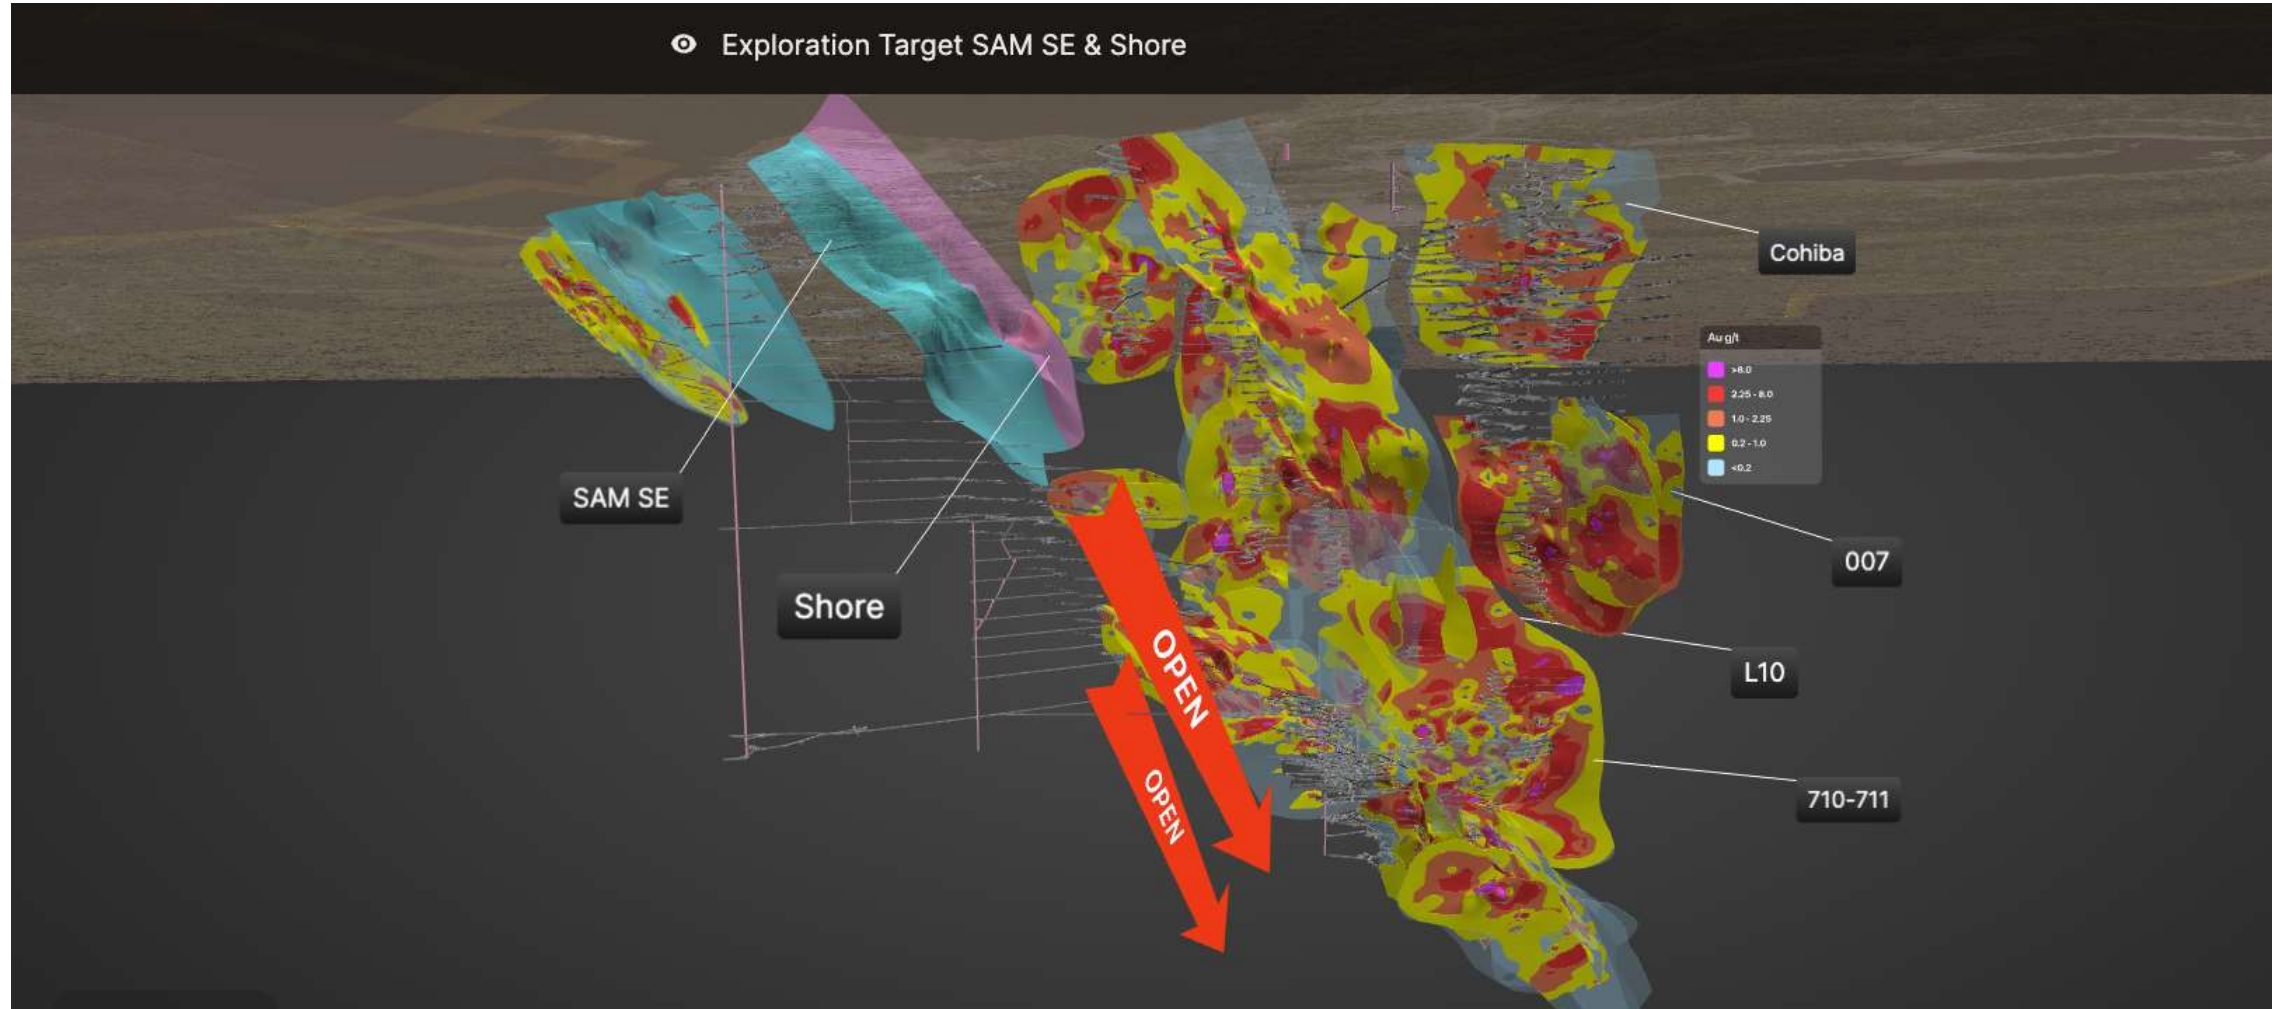 Exploration Target SAM SE & Shore
Cohiba
Au g/t
>8.0
2.25 - 8.0
1.0 - 2.25
0.2 - 1.0
<0.2
SAM SE
007
Shore
OPEN
L10
OPEN
710-711